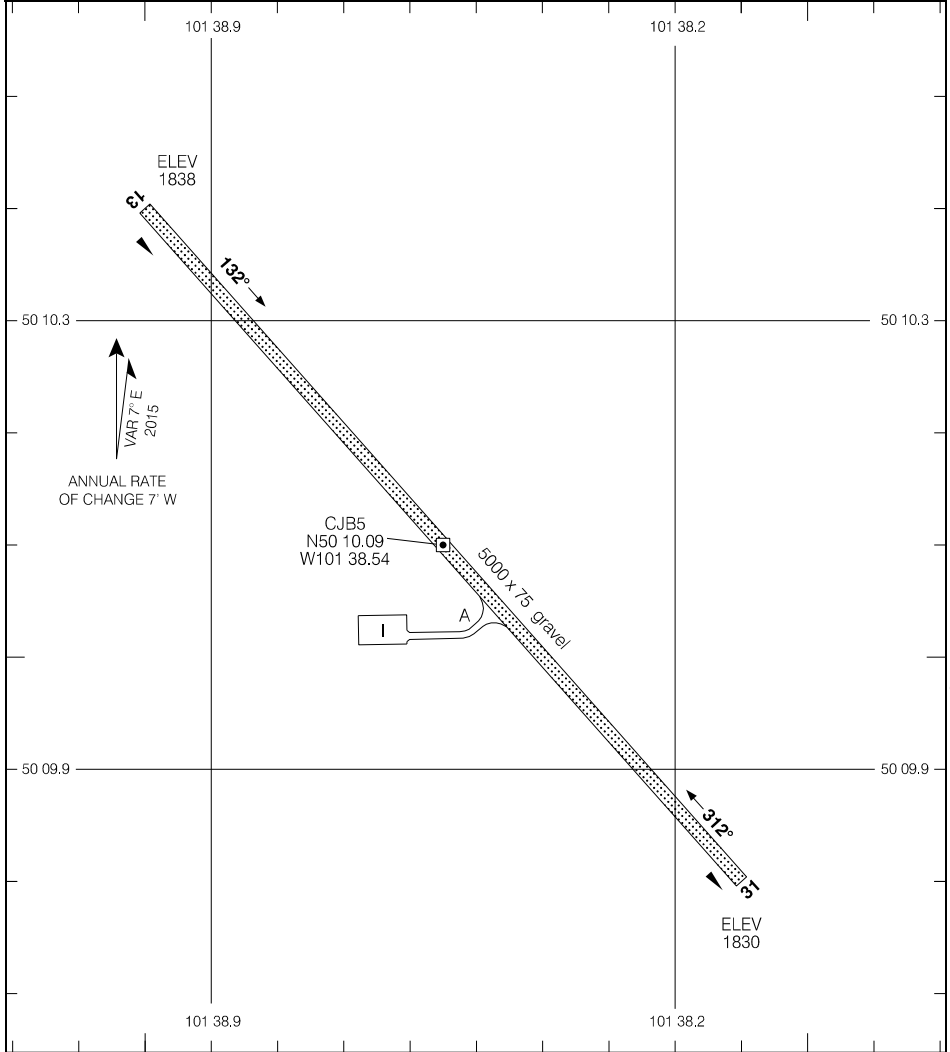 101 38.9
101 38.2
ELEV
1838
13
132°
50 10.3
50 10.3
VAR 7° E
2015
ANNUAL RATE
OF CHANGE 7' W
CJB5
N50 10.09
W101 38.54
5000 x 75 gravel
A
I
50 09.9
50 09.9
312°
31
ELEV
1830
101 38.9
101 38.2